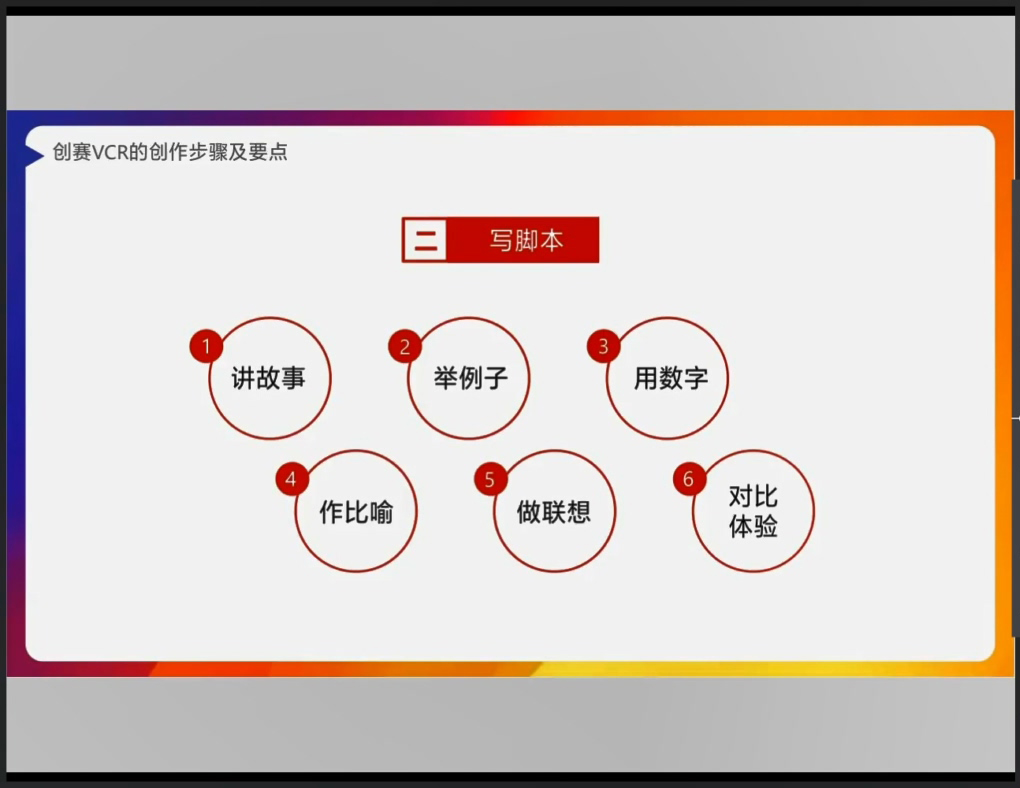 创赛VCR的创作步骤及要点
二 写脚本
1 讲故事
2 举例子
3 用数字
4 作比喻
5 做联想
6 对比
体验